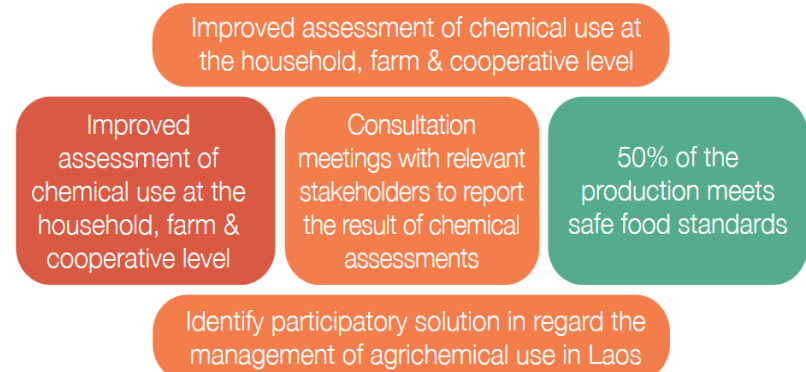 Improved assessment of chemical use at
the household, farm & cooperative level
Improved
assessment of
chemical use at the
household, farm &
cooperative level
Consultation
meetings with relevant
stakeholders to report
the result of chemical
assessments
50% of the
production meets
safe food standards
Identify participatory solution in regard the
management of agrichemical use in Laos